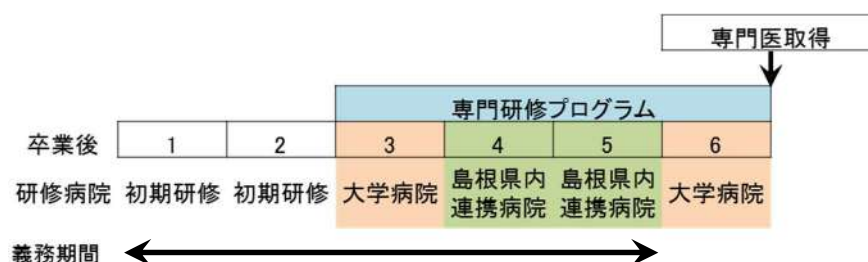 専門医取得
専門研修プログラム
卒業後 1 2 3 4 5 6
研修病院 初期研修 初期研修 大学病院 島根県内 島根県内 大学病院
連携病院 連携病院
義務期間